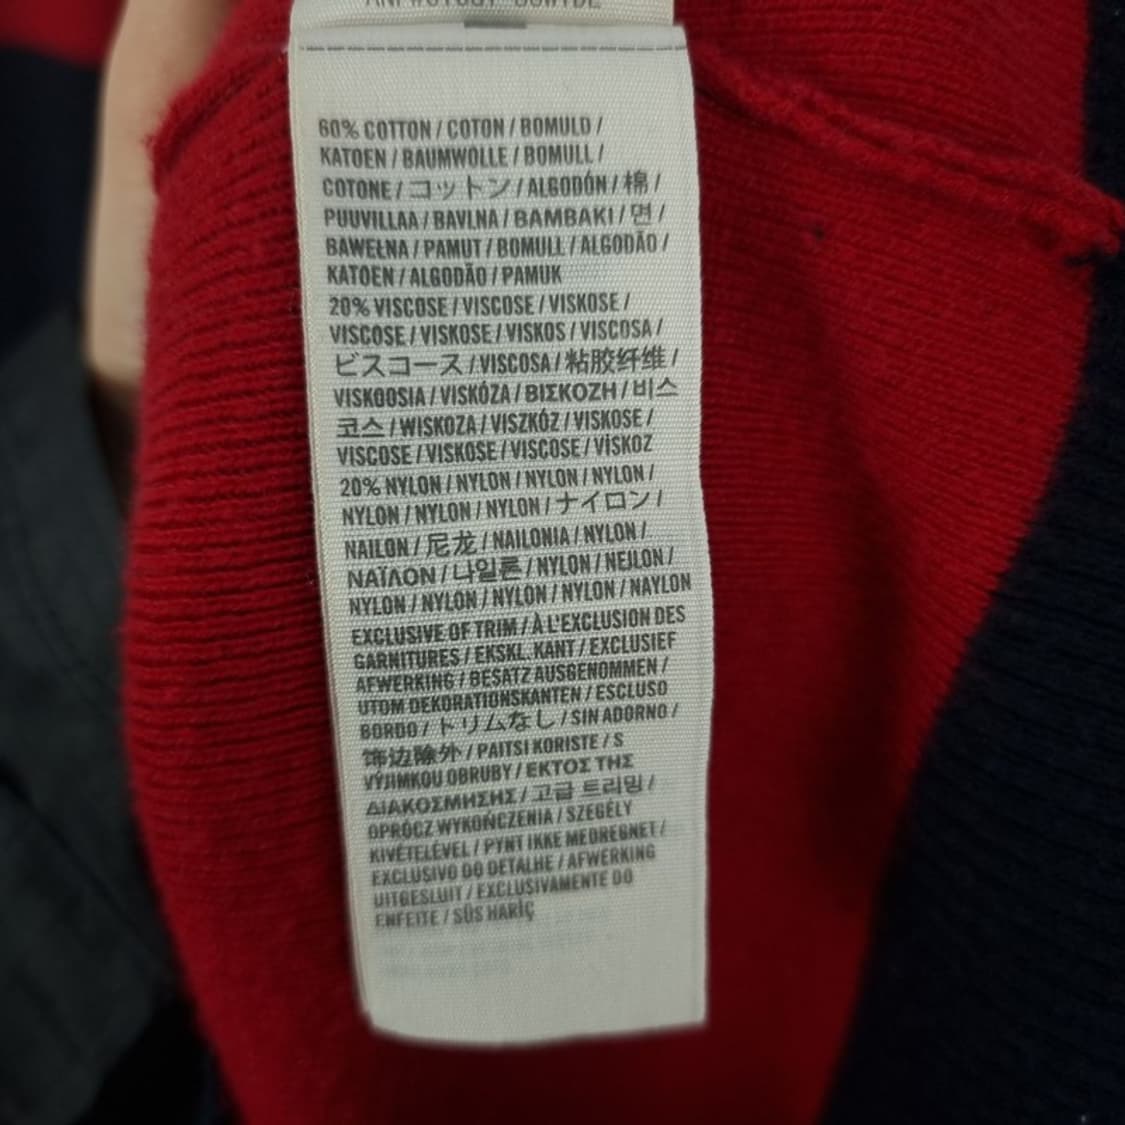 60% COTTON / COTON / BOMULD /
KATOEN / BAUMWOLLE / BOMULL /
COTONE / コットン / ALGODÓN / 棉 /
PUUVILLAA / BAVLNA / BAMBAKI / 면 /
BAWEŁNA / PAMUT / BOMULL / ALGODÃO /
KATOEN / ALGODÃO / PAMUK
20% VISCOSE / VISCOSE / VISKOSE /
VISCOSE / VISKOSE / VISKOS / VISCOSA /
ビスコース / VISCOSA / 粘胶纤维 /
VISKOOSIA / VISKÓZA / ΒΙΣΚΟΖΗ / 비스
코스 / WISKOZA / VISZKÓZ / VISKOSE /
VISCOSE / VISKOSE / VISCOSE / VİSKOZ
20% NYLON / NYLON / NYLON / NYLON /
NYLON / NYLON / NYLON / ナイロン /
NAILON / 尼龙 / NAILONIA / NYLON /
ΝΑΪΛΟΝ / 나일론 / NYLON / NEJLON /
NYLON / NYLON / NYLON / NYLON / NAYLON
EXCLUSIVE OF TRIM / À L'EXCLUSION DES
GARNITURES / EKSKL. KANT / EXCLUSIEF
AFWERKING / BESATZ AUSGENOMMEN /
UTOM DEKORATIONSKANTEN / ESCLUSO
BORDO / トリムなし / SIN ADORNO /
饰边除外 / PAITSI KORISTE / S
VÝJIMKOU OBRUBY / ΕΚΤΟΣ ΤΗΣ
ΔΙΑΚΟΣΜΗΣΗΣ / 고급 트리밍 /
OPRÓCZ WYKOŃCZENIA / SZEGÉLY
KIVÉTELÉVEL / PYNT IKKE MEDREGNET /
EXCLUSIVO DO DETALHE / AFWERKING
UITGESLUIT / EXCLUSIVAMENTE DO
ENFEITE / SÜS HARİÇ